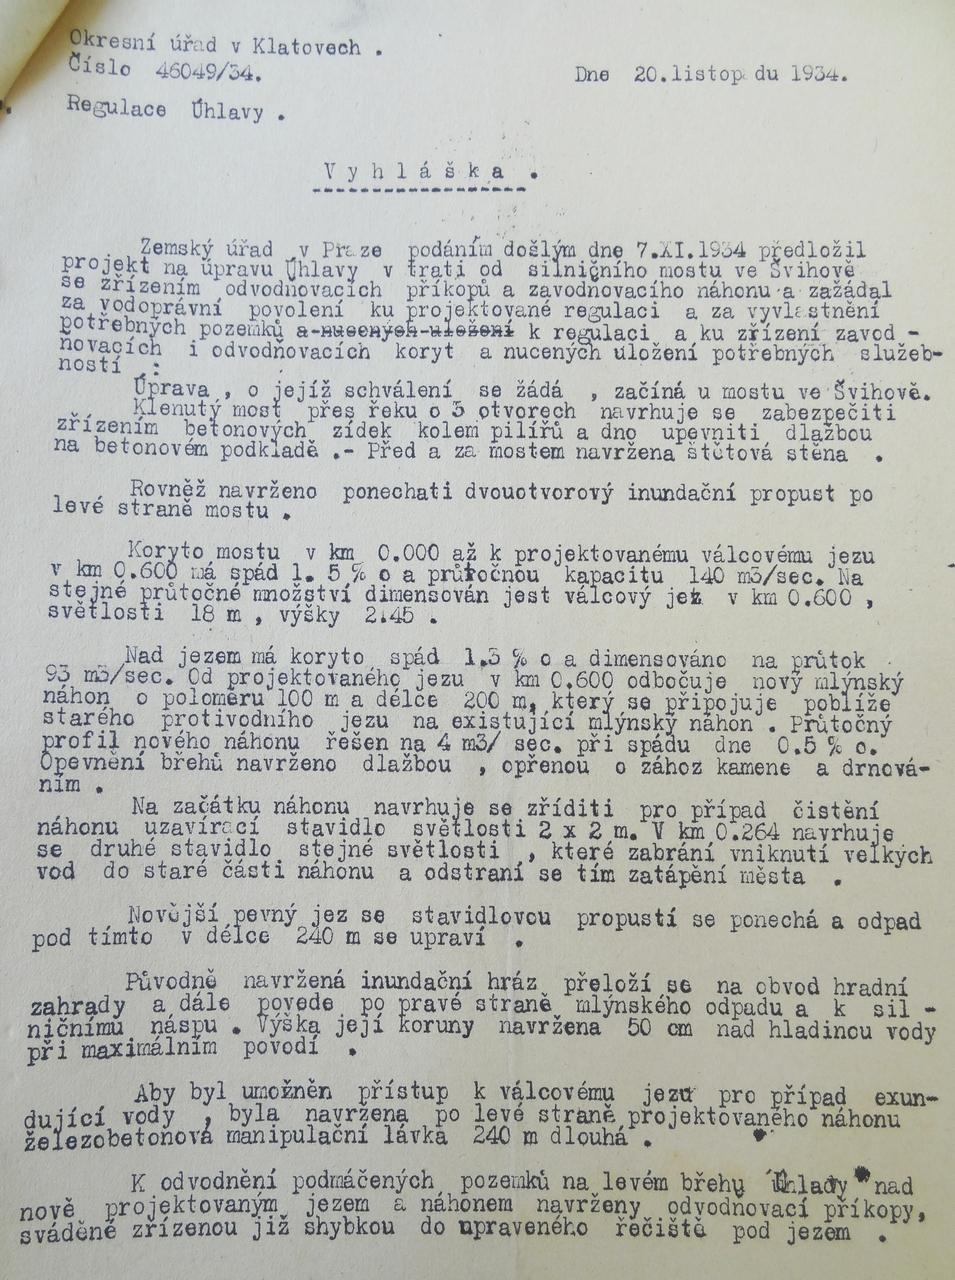 Okresní úřad v Klatovech .
Číslo 46049/34.
Dne 20.listopadu 1934.
Regulace Úhlavy .
V y h l á š k a .
Zemský úřad v Praze podáním došlým dne 7.XI.1934 předložil
projekt na úpravu Úhlavy v trati od silničního mostu ve Švihově
se zřízením odvodňovacích příkopů a zavodňovacího náhonu a zažádal
za vodoprávní povolení ku projektované regulaci a za vyvlastnění
potřebných pozemků a nucených uložení k regulaci a ku zřízení zavod -
ňovacích i odvodňovacích koryt a nucených uložení potřebných služeb-
ností .:
Úprava , o jejíž schválení se žádá , začíná u mostu ve Švihově.
Klenutý most přes řeku o 3 otvorech navrhuje se zabezpečiti
zřízením betonových zídek kolem pilířů a dno upevniti dlažbou
na betonovém podkladě .- Před a za mostem navržena štětová stěna .
Rovněž navrženo ponechati dvouotvorový inundační propust po
levé straně mostu .
Koryto mostu v km 0.000 až k projektovanému válcovému jezu
v km 0.600 má spád 1. 5 % o a průtočnou kapacitu 140 m3/sec. Na
stejné průtočné množství dimensován jest válcový jez v km 0.600 ,
světlosti 18 m , výšky 2.45 .
Nad jezem má koryto spád 1.3 % o a dimensováno na průtok
93 m3/sec. Od projektovaného jezu v km 0.600 odbočuje nový mlýnský
náhon o poloměru 100 m a délce 200 m, který se připojuje poblíže
starého protivodního jezu na existující mlýnský náhon . Průtočný
profil nového náhonu řešen na 4 m3/ sec. při spádu dne 0.5 % o.
Opevnění břehů navrženo dlažbou , opřenou o zához kamene a drnová-
ním .
Na začátku náhonu navrhuje se zříditi pro případ čistění
náhonu uzavírací stavidlo světlosti 2 x 2 m. V km 0.264 navrhuje
se druhé stavidlo stejné světlosti , které zabrání vniknutí velkých
vod do staré části náhonu a odstraní se tím zatápění města .
Novější pevný jez se stavidlovou propustí se ponechá a odpad
pod tímto v délce 240 m se upraví .
Původně navržená inundační hráz přeloží se na obvod hradní
zahrady a dále povede po pravé straně mlýnského odpadu a k sil -
ničnímu náspu . Výška její koruny navržena 50 cm nad hladinou vody
při maximálním povodí .
Aby byl umožněn přístup k válcovému jezu pro případ exun-
dující vody , byla navržena po levé straně projektovaného náhonu
železobetonová manipulační lávka 240 m dlouhá .
K odvodnění podmáčených pozemků na levém břehu Úhlady nad
nově projektovaným jezem a náhonem navrženy odvodňovací příkopy,
sváděné zřízenou již shybkou do upraveného řečiště pod jezem .